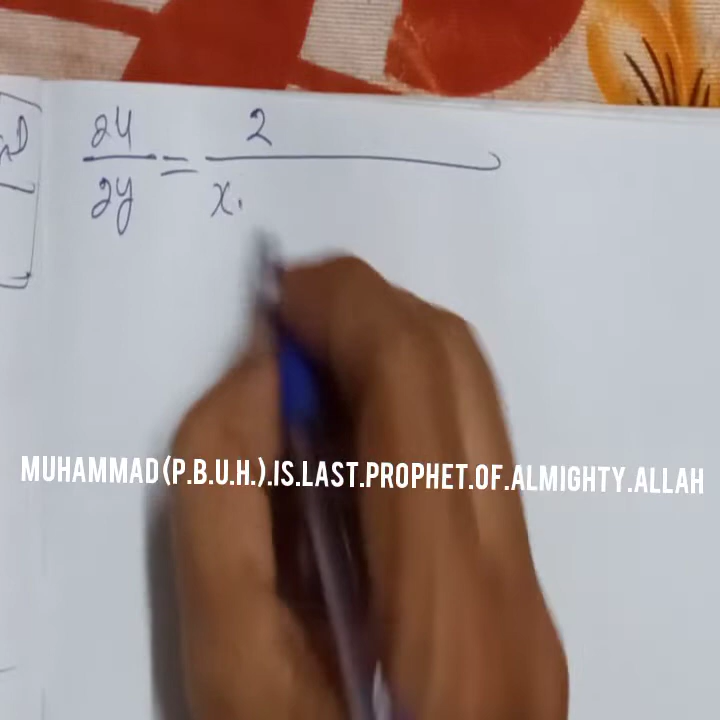 ∂u/∂y = 2/x.
MUHAMMAD (P.B.U.H.).IS.LAST.PROPHET.OF.ALMIGHTY.ALLAH